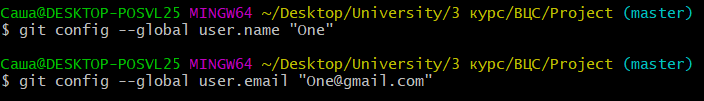 Саша@DESKTOP-POSVL25 MINGW64 ~/Desktop/University/3 курс/ВЦС/Project (master)
$ git config --global user.name "One"
Саша@DESKTOP-POSVL25 MINGW64 ~/Desktop/University/3 курс/ВЦС/Project (master)
$ git config --global user.email "One@gmail.com"